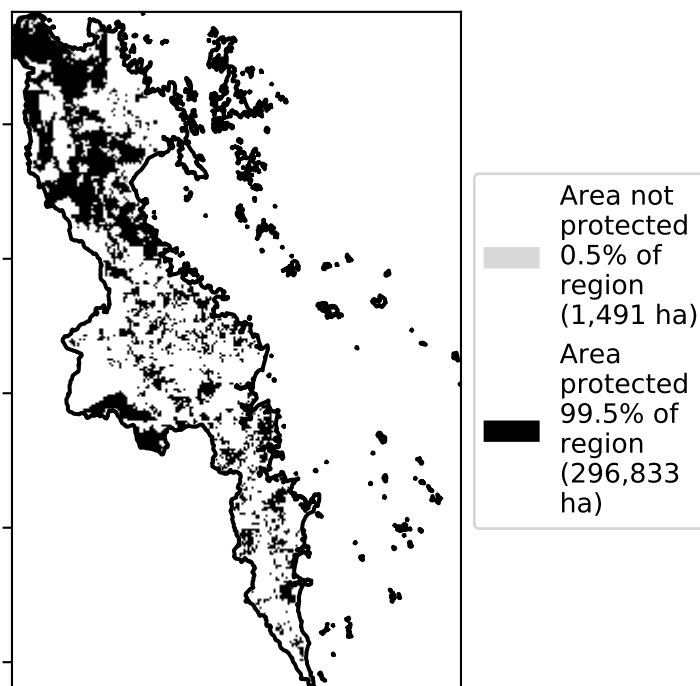 Area not
protected
0.5% of
region
(1,491 ha)
Area
protected
99.5% of
region
(296,833
ha)